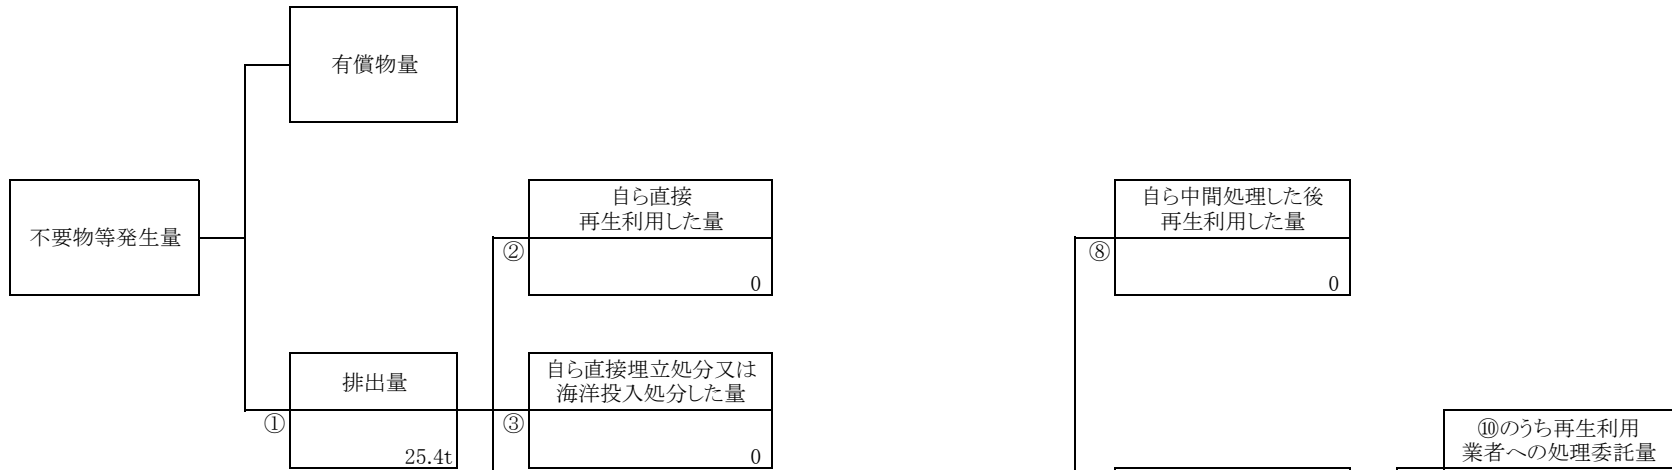 有償物量
不要物等発生量
自ら直接
再生利用した量
②
0
自ら中間処理した後
再生利用した量
⑧
0
排出量
①
25.4t
自ら直接埋立処分又は
海洋投入処分した量
③
0
⑩のうち再生利用
業者への処理委託量